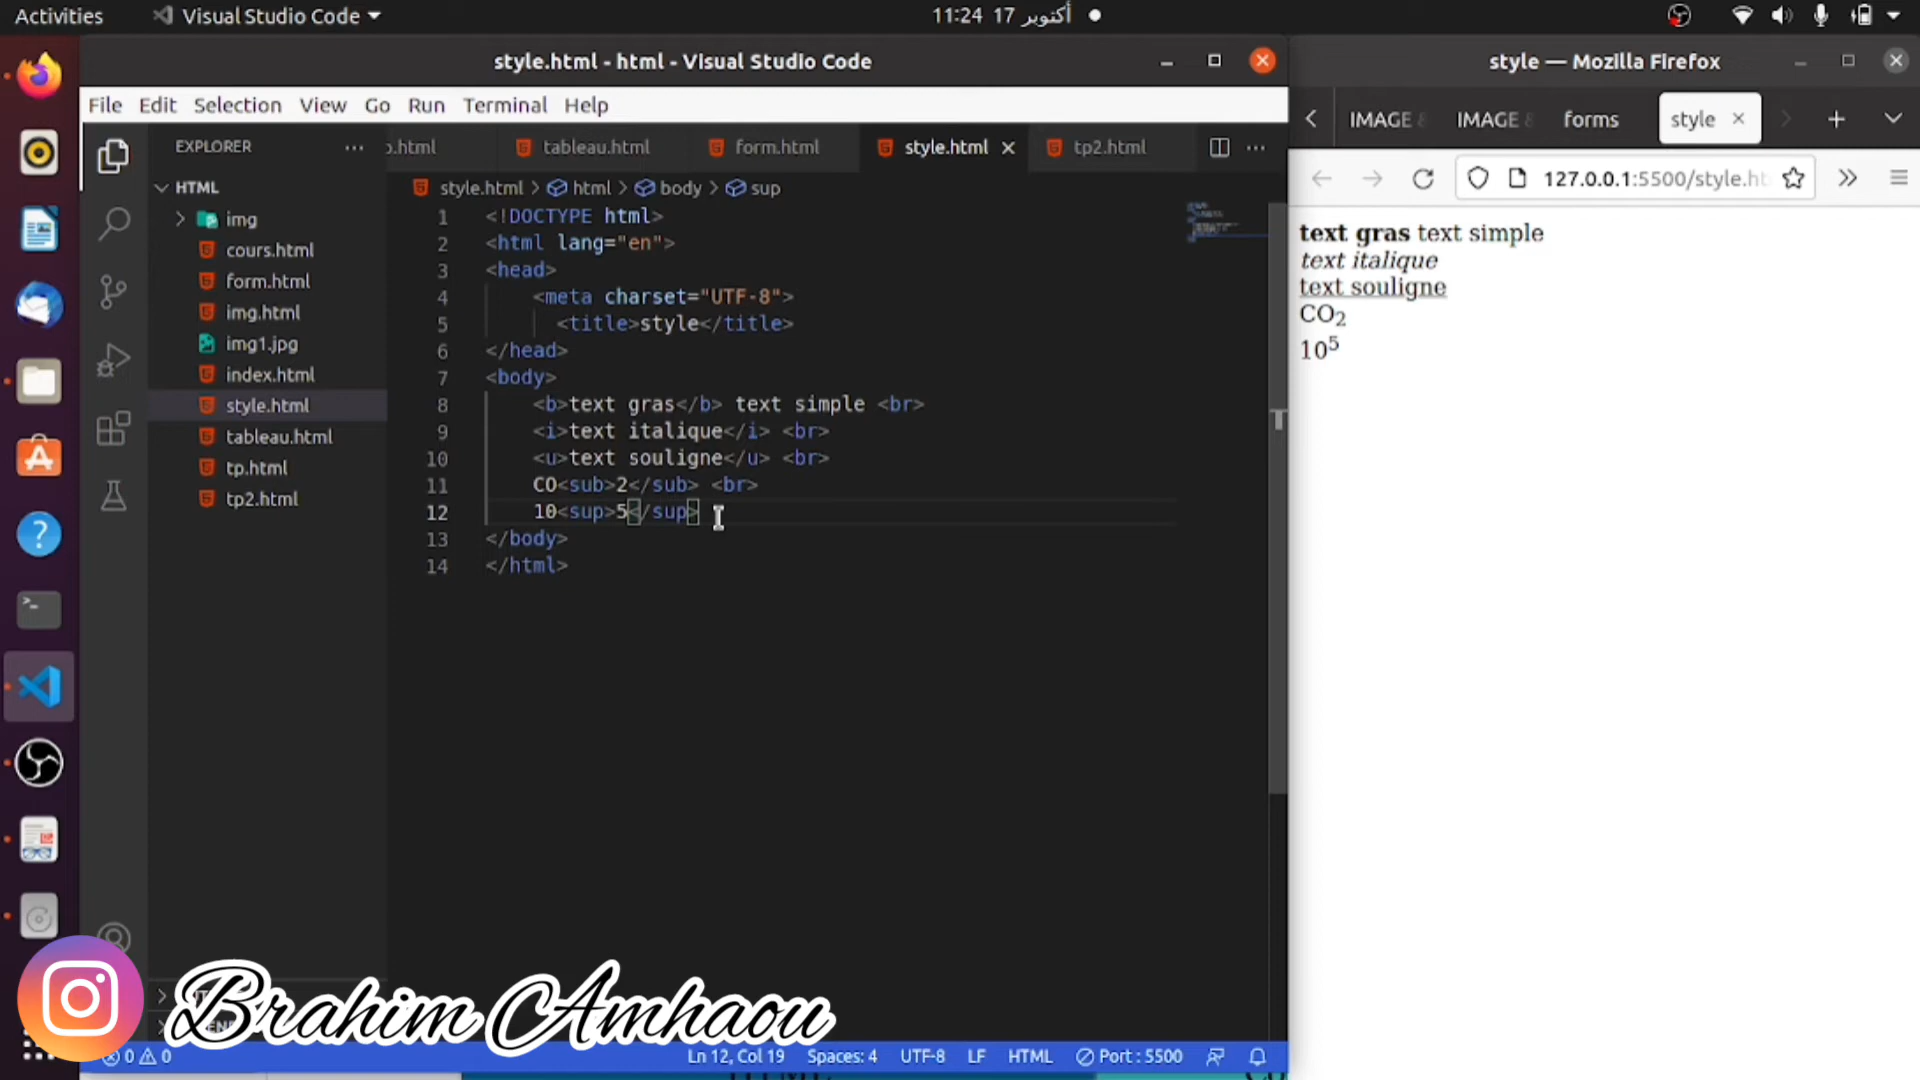 Activities
Visual Studio Code
11:24 17 أكتوبر
style.html - html - Visual Studio Code
File Edit Selection View Go Run Terminal Help
EXPLORER
HTML
img
cours.html
form.html
img.html
img1.jpg
index.html
style.html
tableau.html
tp.html
tp2.html
.html tableau.html form.html style.html tp2.html
style.html > html > body > sup
1 <!DOCTYPE html>
2 <html lang="en">
3 <head>
4 <meta charset="UTF-8">
5 <title>style</title>
6 </head>
7 <body>
8 <b>text gras</b> text simple <br>
9 <i>text italique</i> <br>
10 <u>text souligne</u> <br>
11 CO<sub>2</sub> <br>
12 10<sup>5</sup>
13 </body>
14 </html>
0 0
Ln 12, Col 19 Spaces: 4 UTF-8 LF HTML Port : 5500
Brahim Amhaou
style — Mozilla Firefox
IMAGE IMAGE forms style
127.0.0.1:5500/style.ht
text gras text simple
text italique
text souligne
CO₂
10⁵